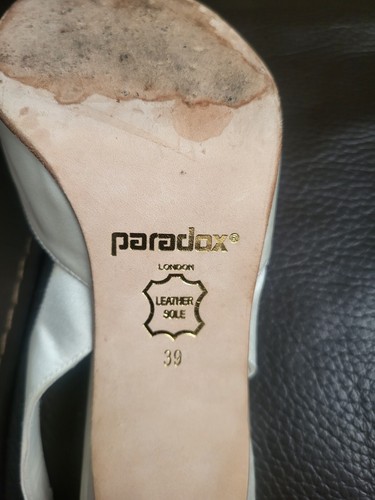 paradox®
LONDON
LEATHER
SOLE
39